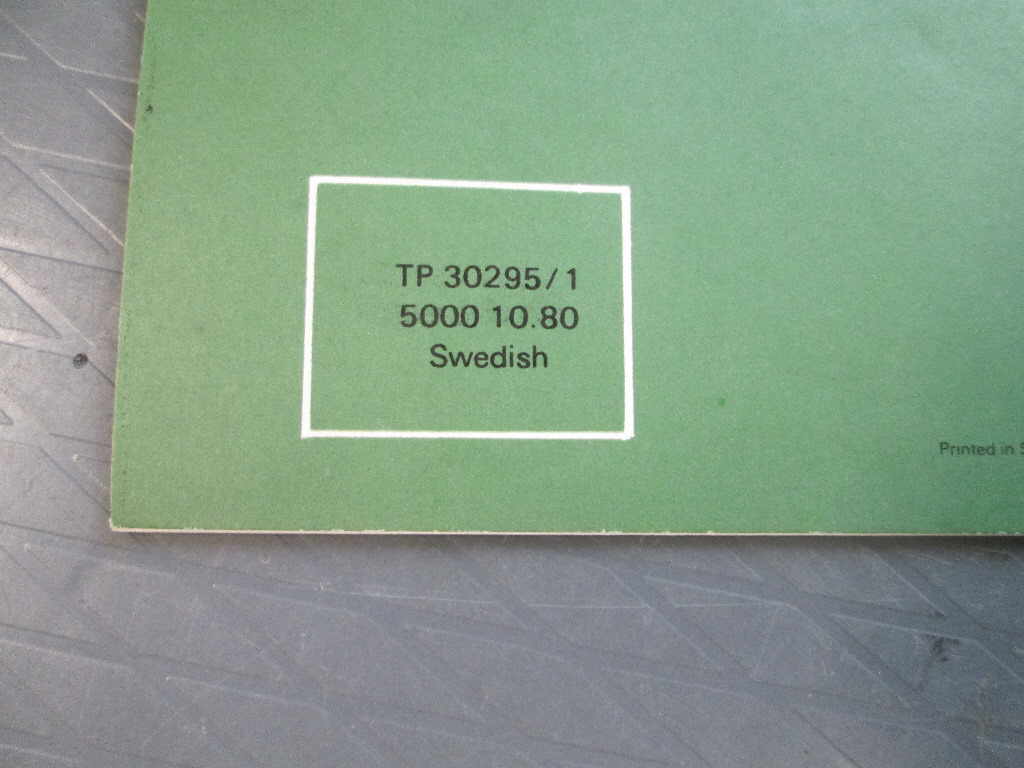 TP 30295/1
5000 10.80
Swedish
Printed in S